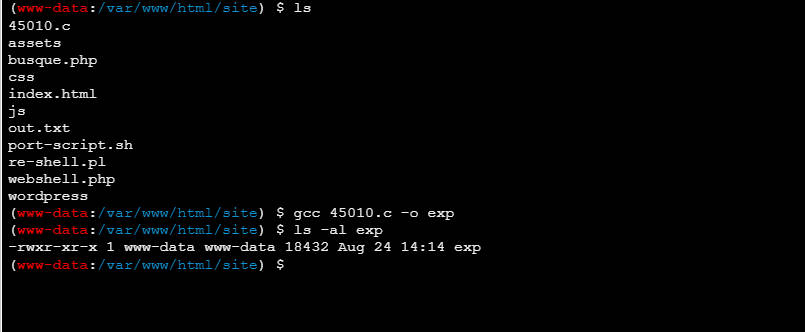 (www-data:/var/www/html/site) $ ls
45010.c
assets
busque.php
css
index.html
js
out.txt
port-script.sh
re-shell.pl
webshell.php
wordpress
(www-data:/var/www/html/site) $ gcc 45010.c -o exp
(www-data:/var/www/html/site) $ ls -al exp
-rwxr-xr-x 1 www-data www-data 18432 Aug 24 14:14 exp
(www-data:/var/www/html/site) $